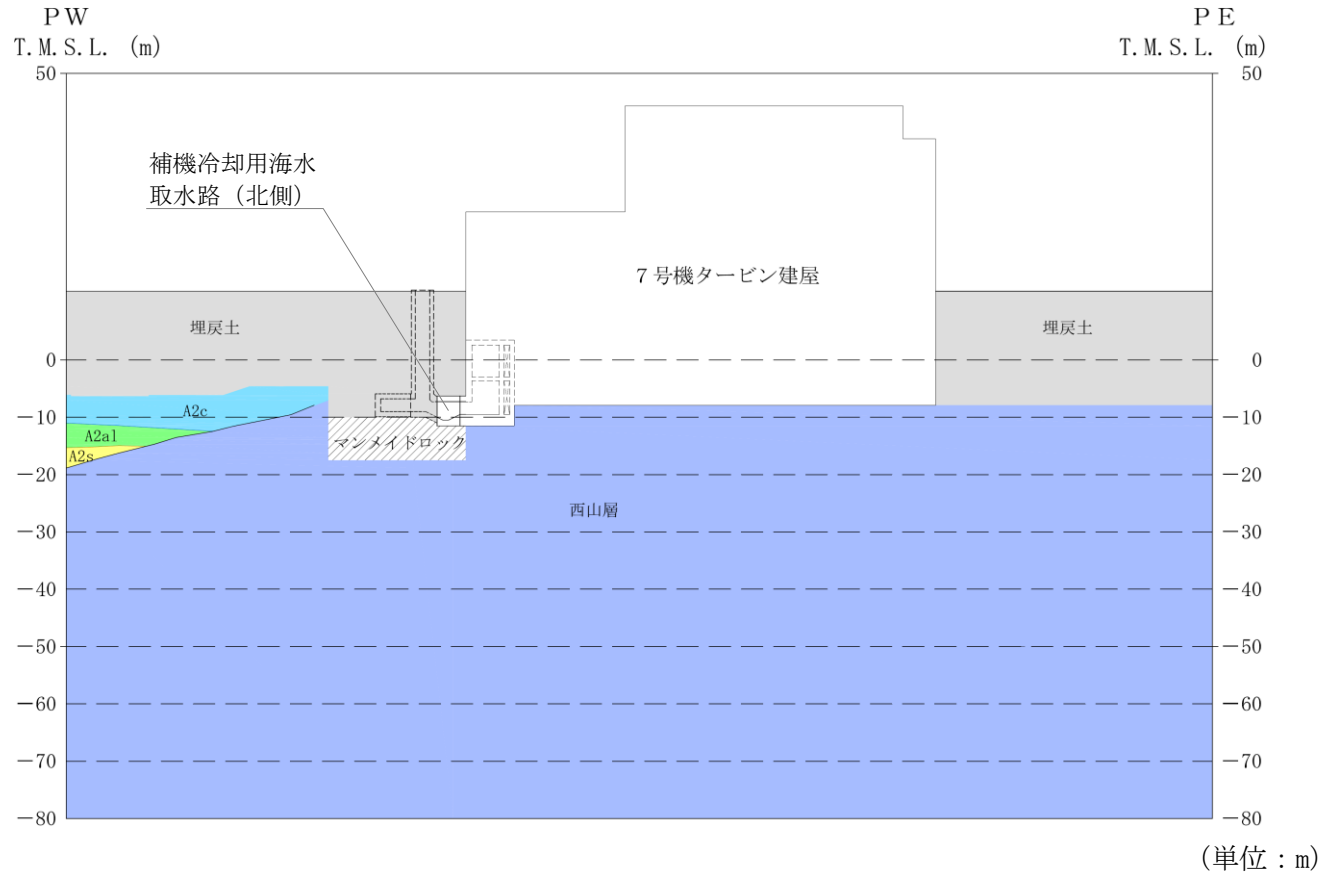 PW
T.M.S.L. (m)
PE
T.M.S.L. (m)
50
50
補機冷却用海水
取水路（北側）
7号機タービン建屋
埋戻土
埋戻土
0
0
A2c
－10
－10
A2al
マンメイドロック
A2s
－20
－20
西山層
－30
－30
－40
－40
－50
－50
－60
－60
－70
－70
－80
－80
（単位：m）